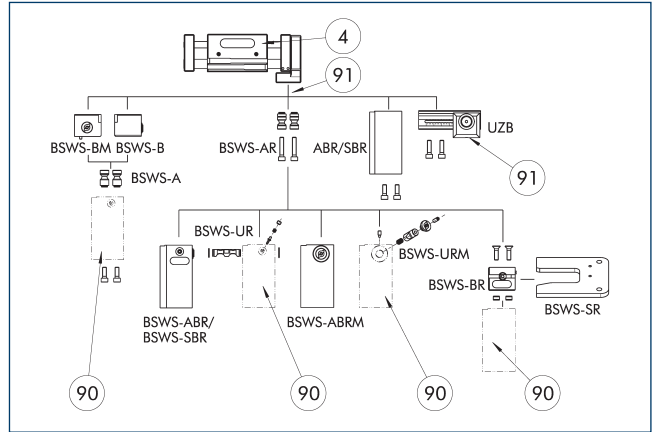 4
91
BSWS-BM BSWS-B
BSWS-AR
ABR/SBR
UZB
BSWS-A
91
BSWS-UR
BSWS-URM
BSWS-BR
BSWS-SR
BSWS-ABR/
BSWS-SBR
BSWS-ABRM
90
90
90
90